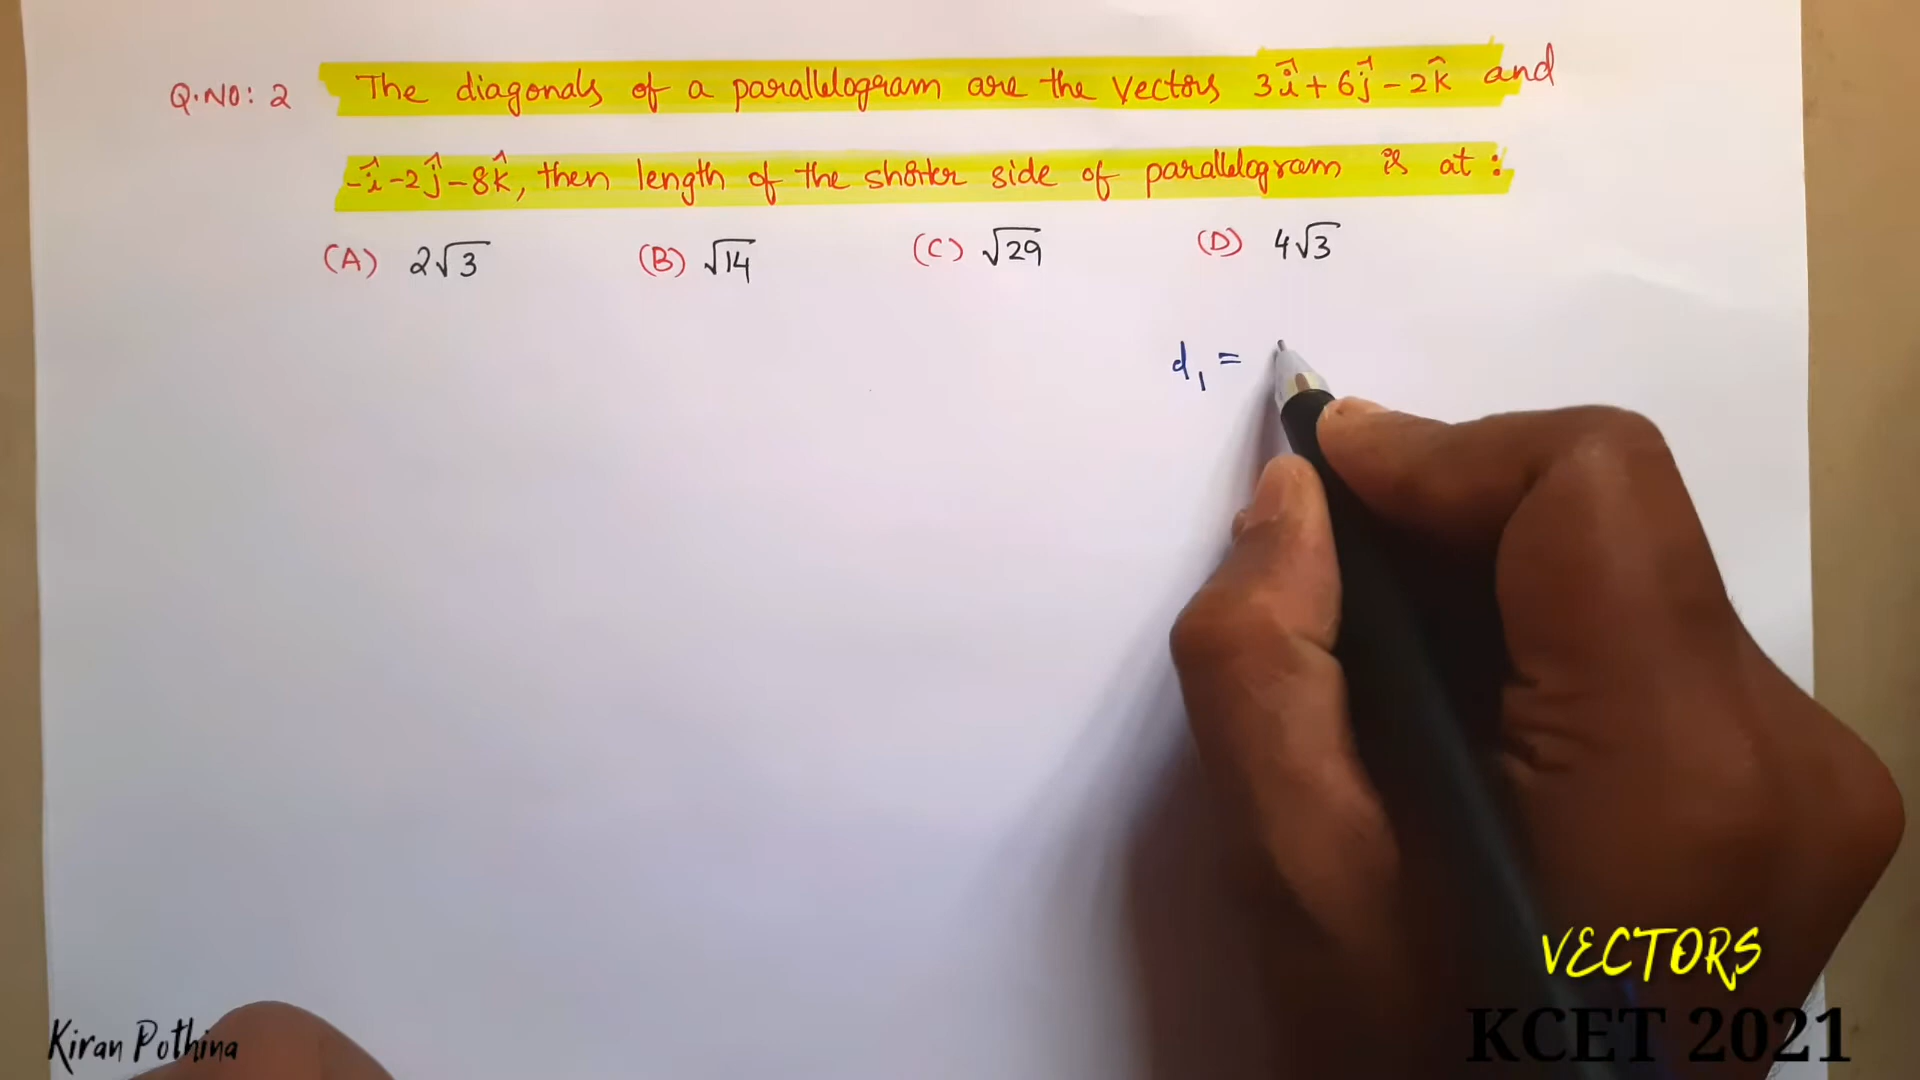 Q.NO: 2 The diagonals of a parallelogram are the vectors 3î + 6ĵ - 2k̂ and
-î - 2ĵ - 8k̂, then length of the shorter side of parallelogram is at :
(A) 2√3 (B) √14 (C) √29 (D) 4√3
d₁ =
VECTORS
KCET 2021
Kiran Pothina